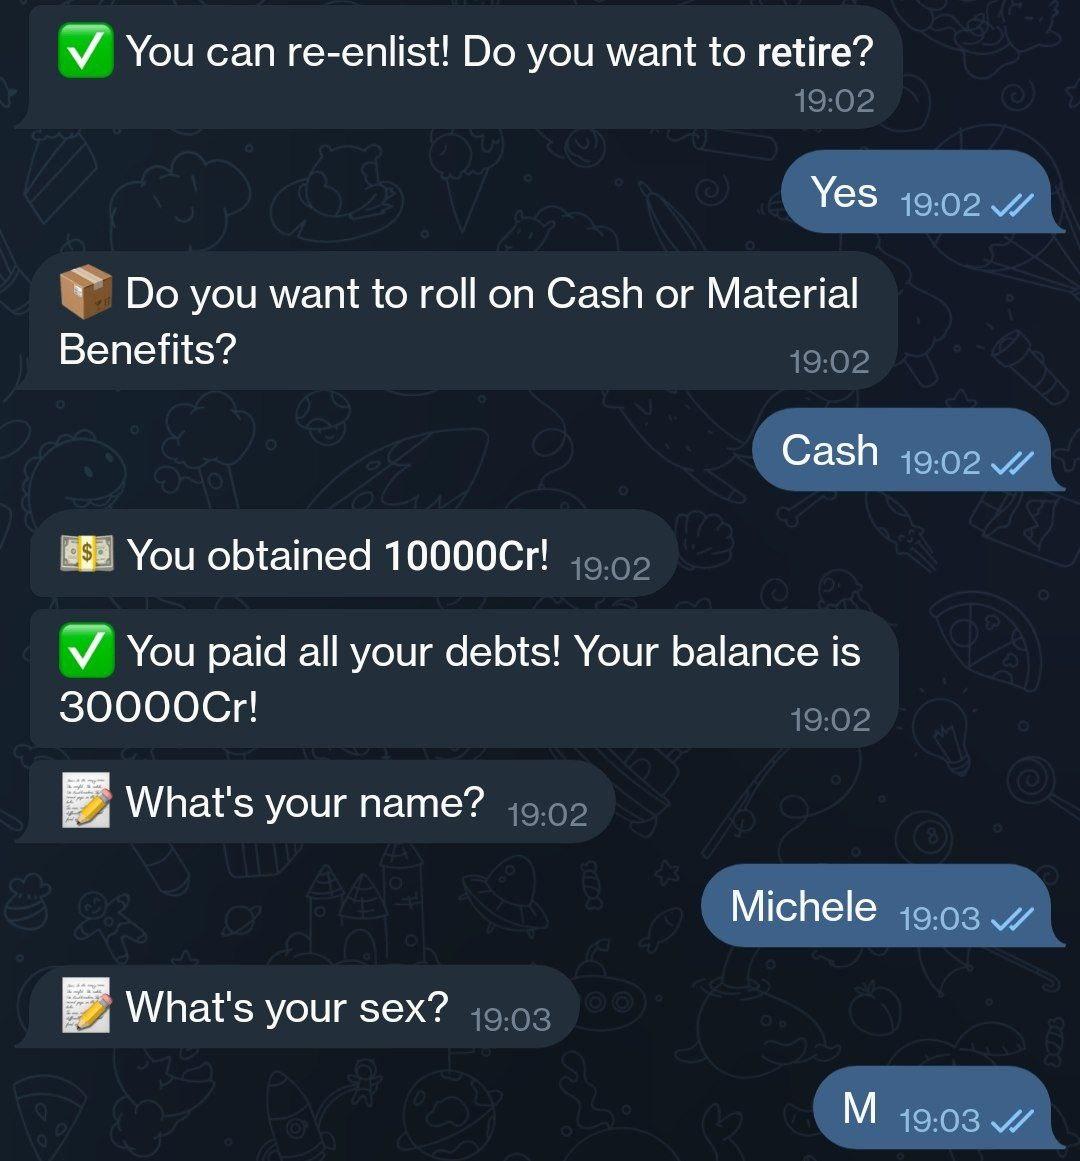 ✅ You can re-enlist! Do you want to retire?
19:02
Yes 19:02
📦 Do you want to roll on Cash or Material
Benefits? 19:02
Cash 19:02
💵 You obtained 10000Cr! 19:02
✅ You paid all your debts! Your balance is
30000Cr! 19:02
📝 What's your name? 19:02
Michele 19:03
📝 What's your sex? 19:03
M 19:03